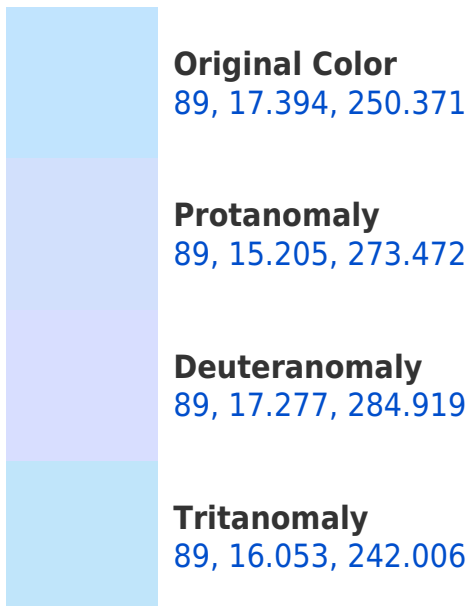 Original Color
89, 17.394, 250.371
Protanomaly
89, 15.205, 273.472
Deuteranomaly
89, 17.277, 284.919
Tritanomaly
89, 16.053, 242.006